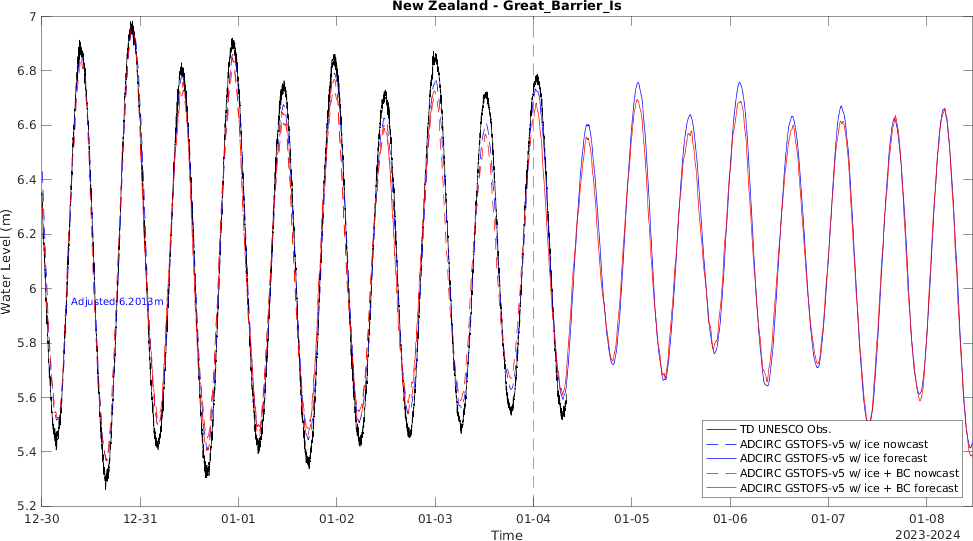 New Zealand - Great_Barrier_Is
7
6.8
6.6
6.4
6.2
6
5.8
5.6
5.4
5.2
Water Level (m)
Adjusted-6.2013m
TD UNESCO Obs.
ADCIRC GSTOFS-v5 w/ ice nowcast
ADCIRC GSTOFS-v5 w/ ice forecast
ADCIRC GSTOFS-v5 w/ ice + BC nowcast
ADCIRC GSTOFS-v5 w/ ice + BC forecast
12-30 12-31 01-01 01-02 01-03 01-04 01-05 01-06 01-07 01-08
Time
2023-2024